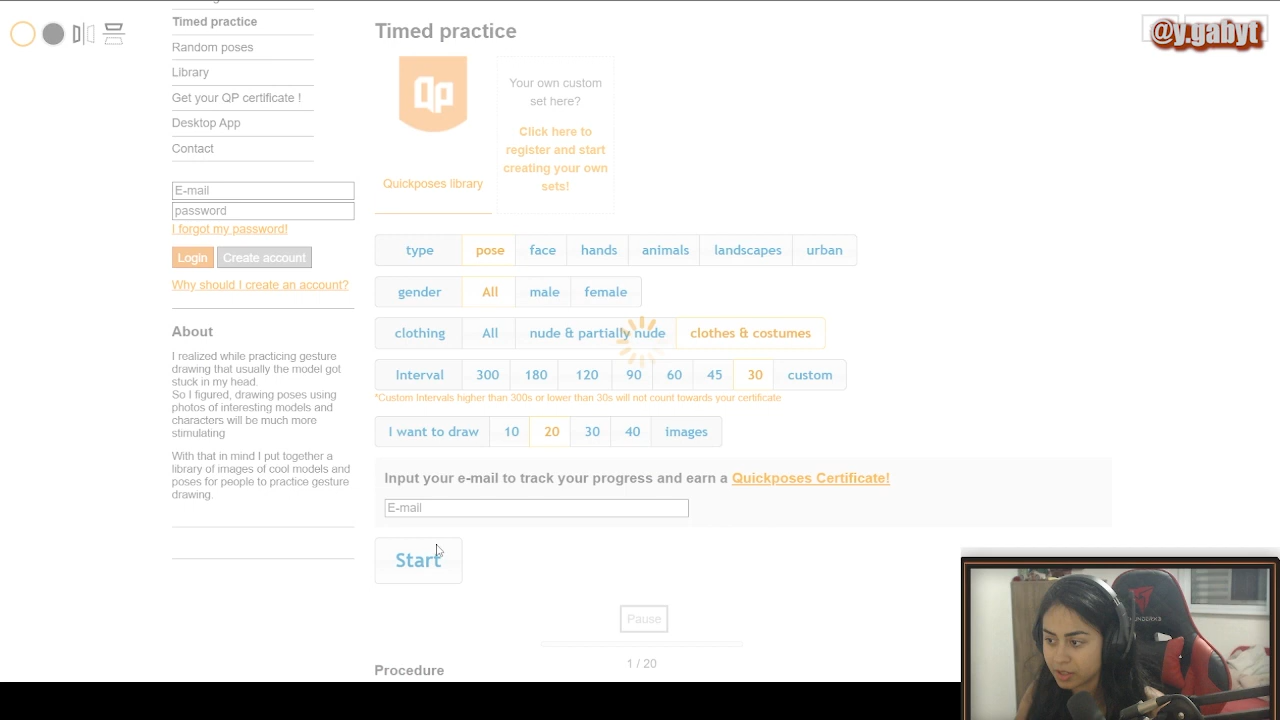 Timed practice
Random poses
Library
Get your QP certificate !
Desktop App
Contact
E-mail
password
I forgot my password!
Login
Create account
Why should I create an account?
About
I realized while practicing gesture
drawing that usually the model got
stuck in my head.
So I figured, drawing poses using
photos of interesting models and
characters will be much more
stimulating
With that in mind I put together a
library of images of cool models and
poses for people to practice gesture
drawing.
Timed practice
Qp
Quickposes library
Your own custom
set here?
Click here to
register and start
creating your own
sets!
type pose face hands animals landscapes urban
gender All male female
clothing All nude & partially nude clothes & costumes
Interval 300 180 120 90 60 45 30 custom
*Custom Intervals higher than 300s or lower than 30s will not count towards your certificate
I want to draw 10 20 30 40 images
Input your e-mail to track your progress and earn a Quickposes Certificate!
E-mail
Start
Pause
1 / 20
Procedure
@y.gabyt